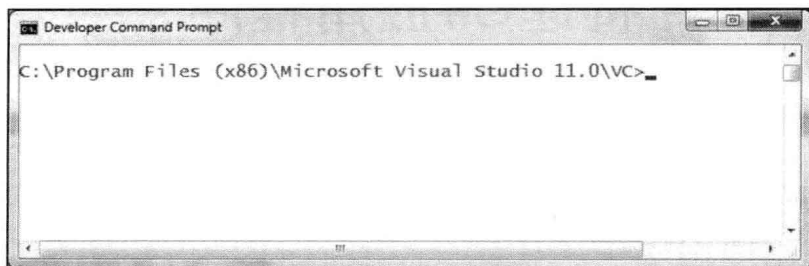 Developer Command Prompt
C:\Program Files (x86)\Microsoft Visual Studio 11.0\VC>